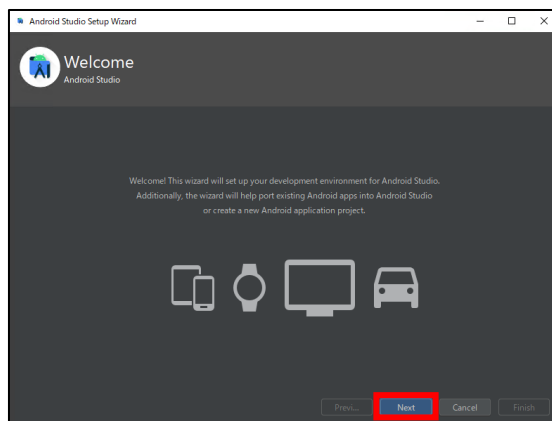 Android Studio Setup Wizard
Welcome
Android Studio
Welcome! This wizard will set up your development environment for Android Studio.
Additionally, the wizard will help port existing Android apps into Android Studio
or create a new Android application project.
Previ... Next Cancel Finish